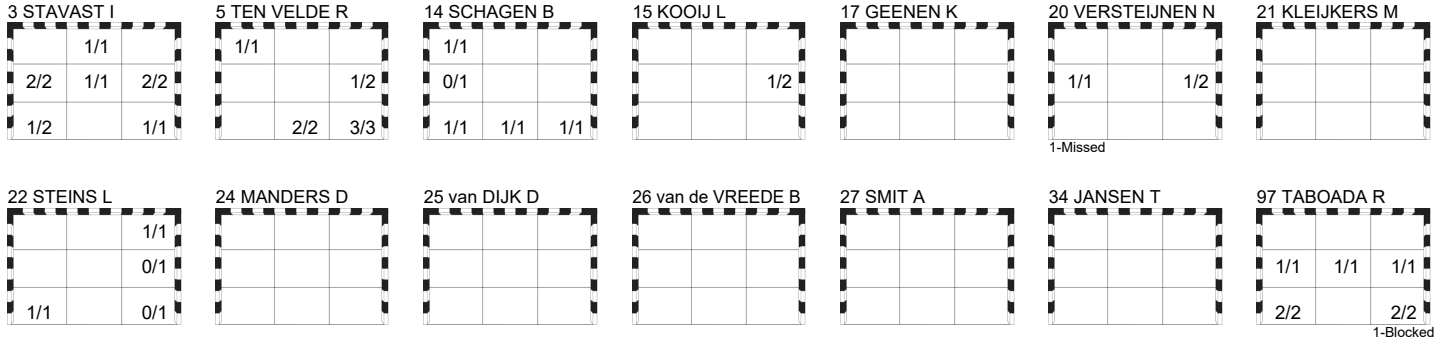 3 STAVAST I 5 TEN VELDE R 14 SCHAGEN B 15 KOOIJ L 17 GEENEN K 20 VERSTEIJNEN N 21 KLEIJKERS M
1/1 1/1 1/1
2/2 1/1 2/2 1/2 0/1 1/2 1/1 1/2
1/2 1/1 2/2 3/3 1/1 1/1 1/1
1-Missed
22 STEINS L 24 MANDERS D 25 van DIJK D 26 van de VREEDE B 27 SMIT A 34 JANSEN T 97 TABOADA R
1/1
0/1 1/1 1/1 1/1
1/1 0/1 2/2 2/2
1-Blocked